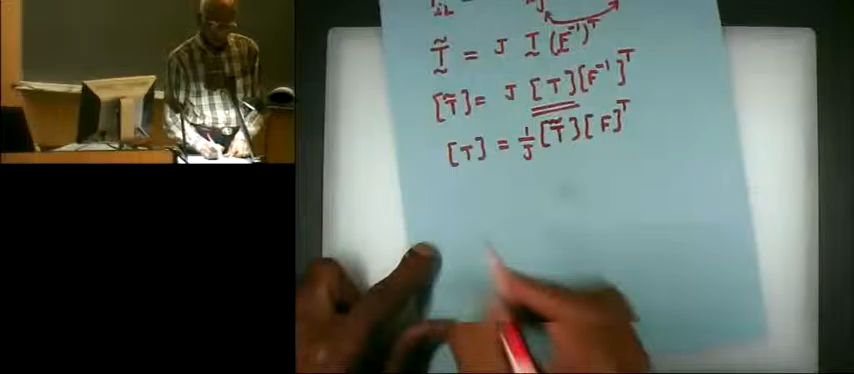 T̰̃ = J T̰ (F̰⁻¹)ᵀ
[T̃] = J [T][F⁻¹]ᵀ
[T] = 1/J [T̃][F]ᵀ